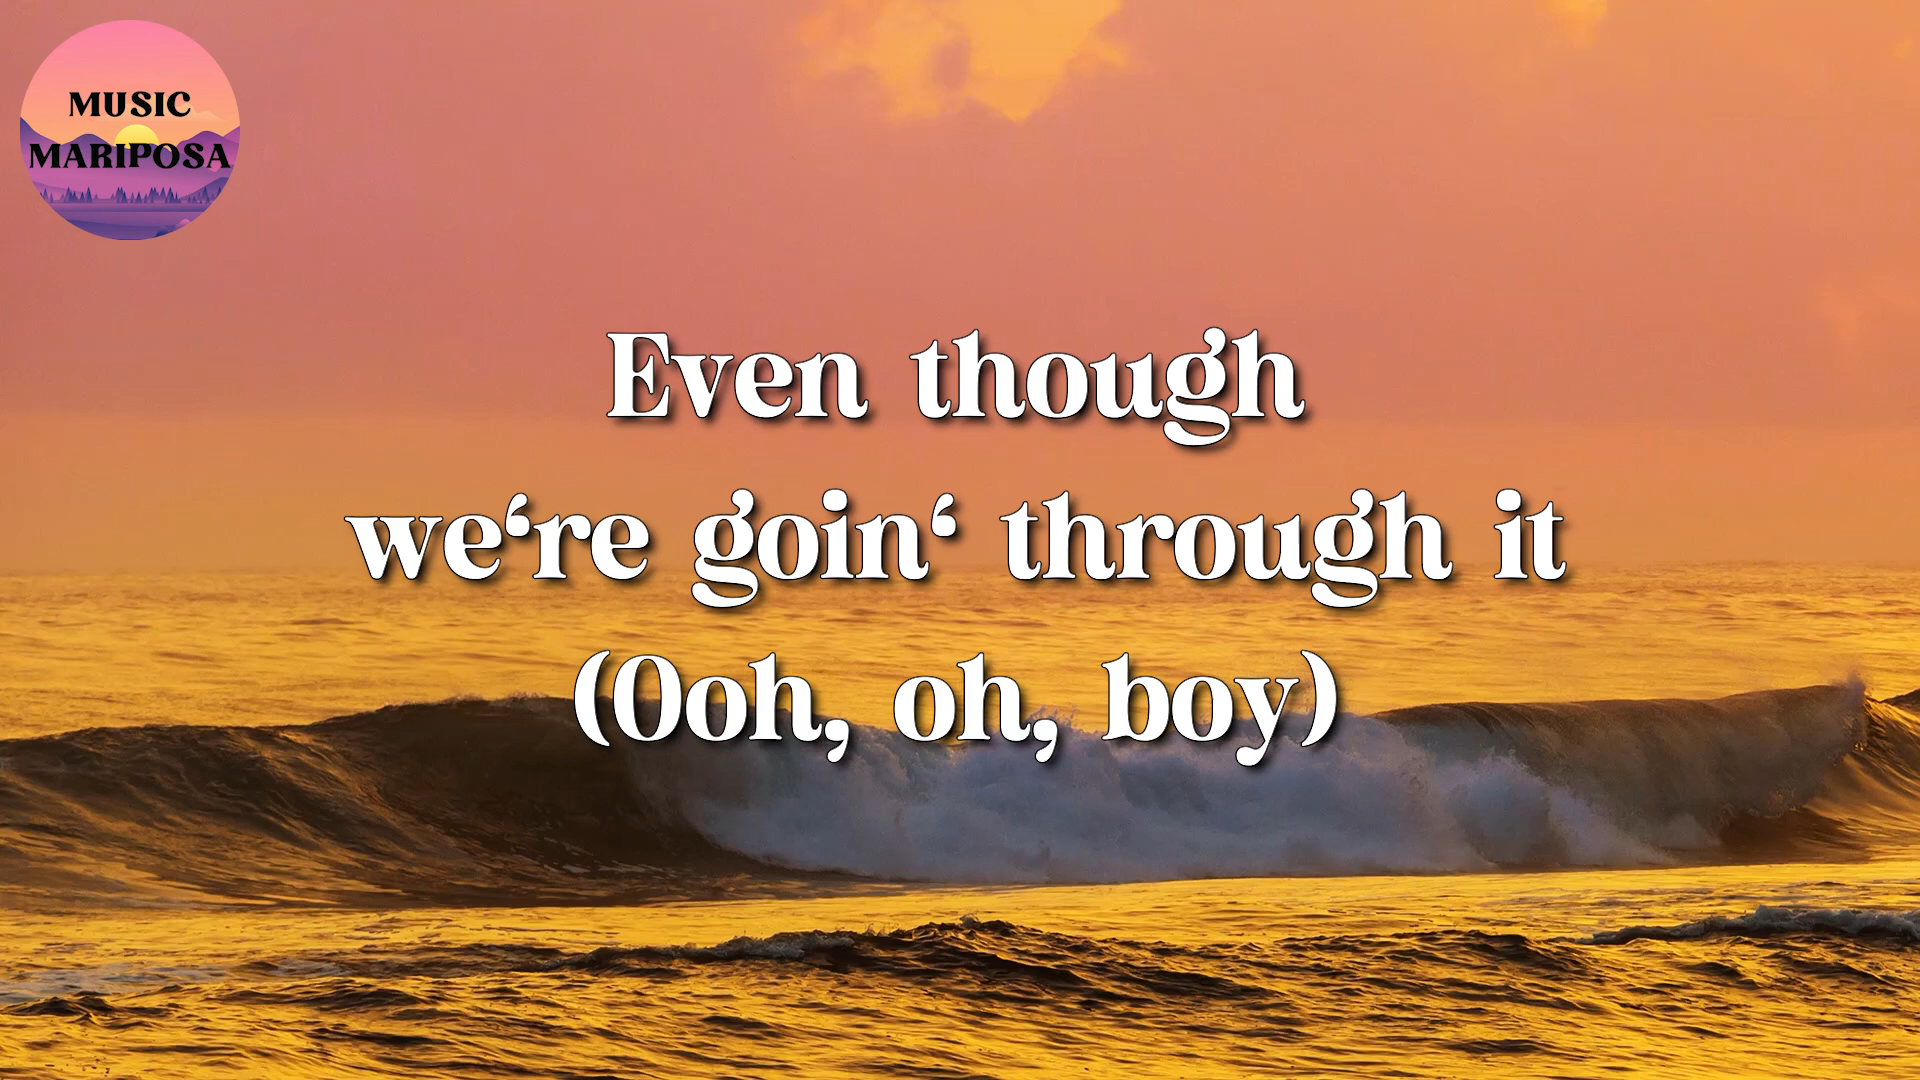 MUSIC
MARIPOSA
Even though
we‘re goin‘ through it
(Ooh, oh, boy)